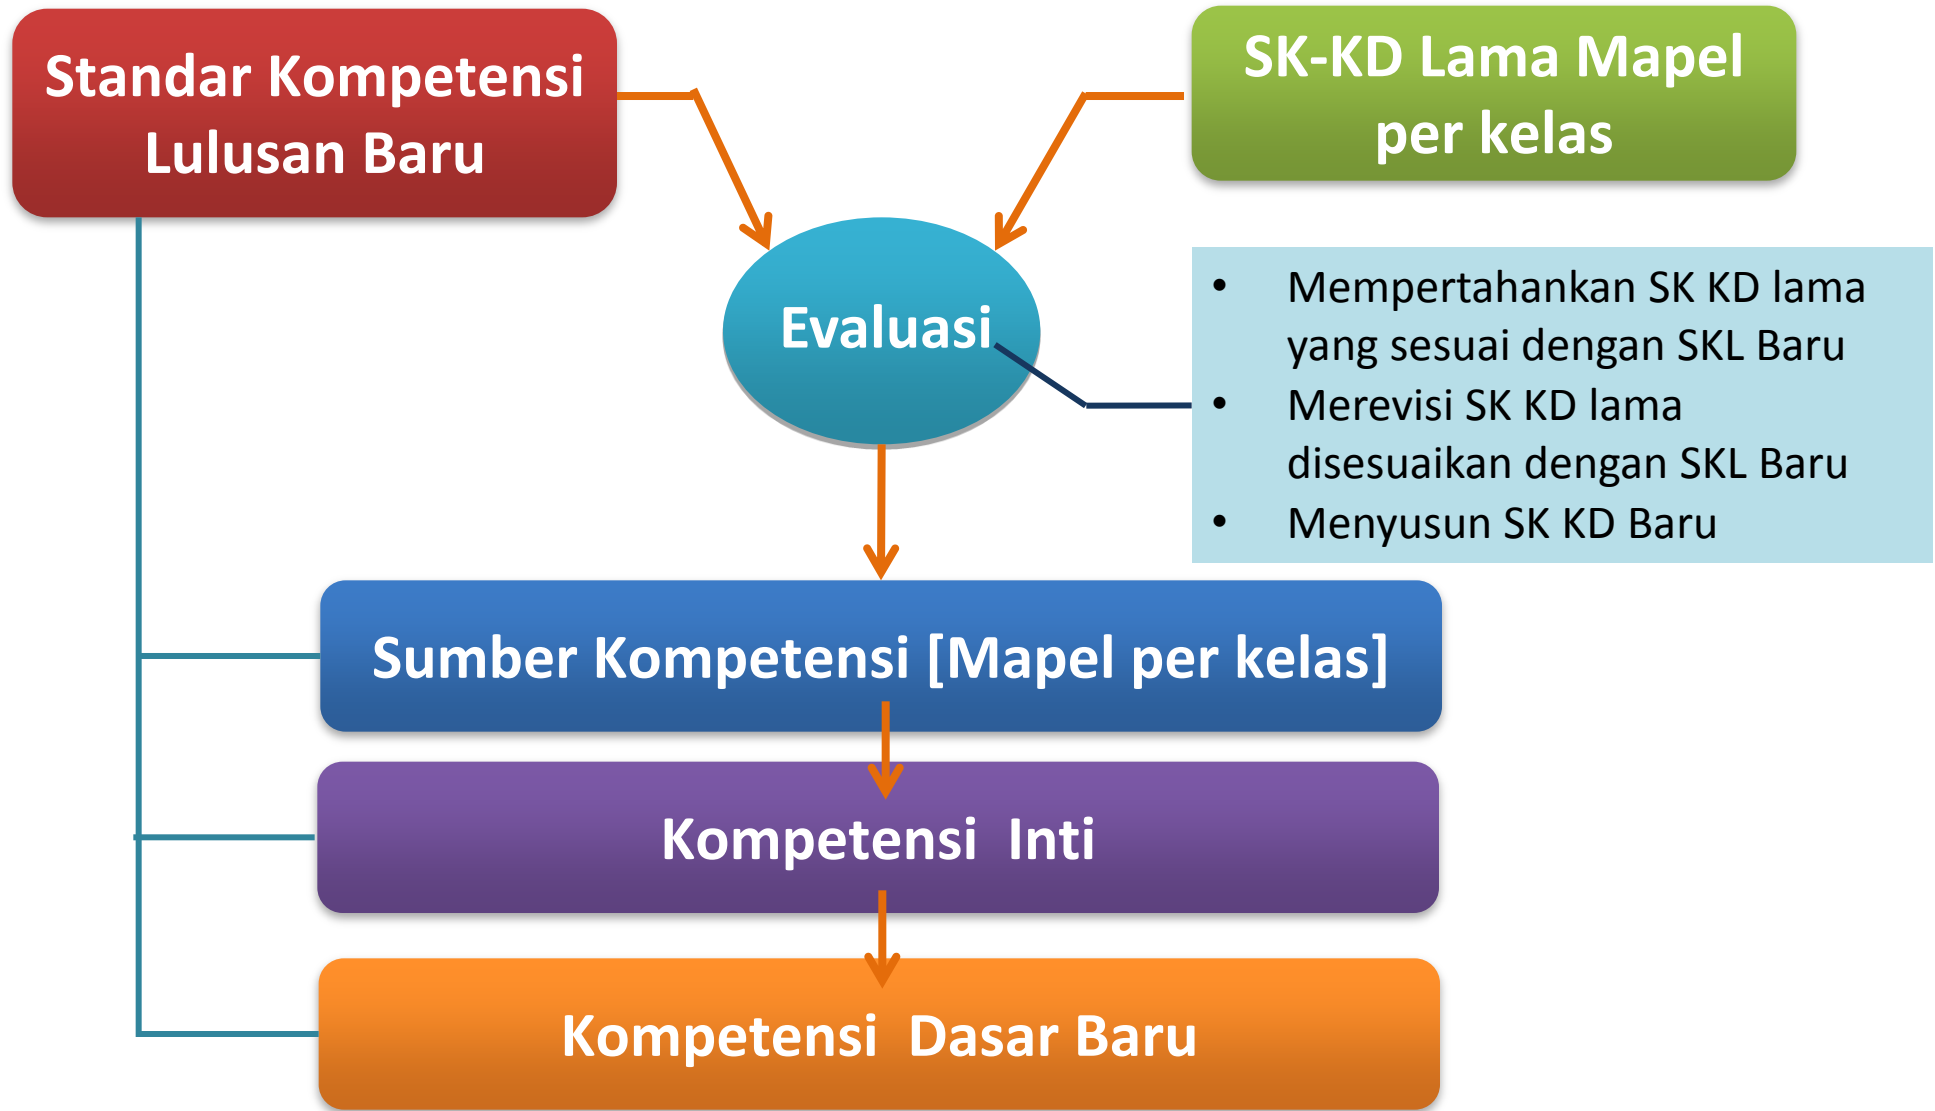 Standar Kompetensi
Lulusan Baru
SK-KD Lama Mapel
per kelas
Evaluasi
• Mempertahankan SK KD lama
yang sesuai dengan SKL Baru
• Merevisi SK KD lama
disesuaikan dengan SKL Baru
• Menyusun SK KD Baru
Sumber Kompetensi [Mapel per kelas]
Kompetensi Inti
Kompetensi Dasar Baru